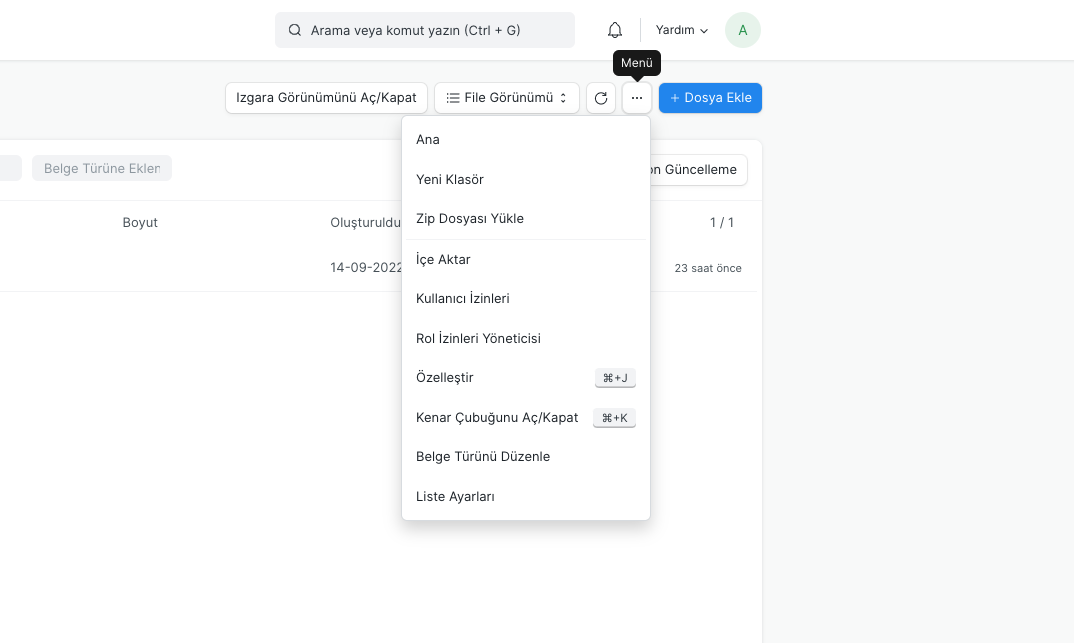 Arama veya komut yazın (Ctrl + G)
Yardım
A
Menü
Izgara Görünümünü Aç/Kapat
File Görünümü
+ Dosya Ekle
Belge Türüne Eklen
on Güncelleme
Boyut
Oluşturuldu
1 / 1
14-09-2022
23 saat önce
Ana
Yeni Klasör
Zip Dosyası Yükle
İçe Aktar
Kullanıcı İzinleri
Rol İzinleri Yöneticisi
Özelleştir ⌘+J
Kenar Çubuğunu Aç/Kapat ⌘+K
Belge Türünü Düzenle
Liste Ayarları